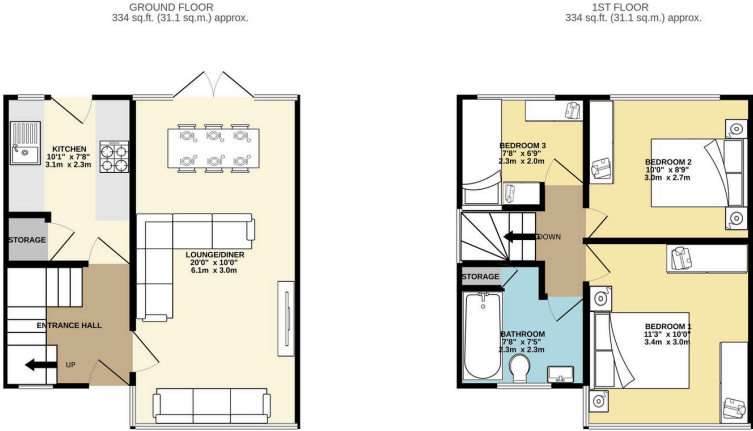 GROUND FLOOR
334 sq.ft. (31.1 sq.m.) approx.
1ST FLOOR
334 sq.ft. (31.1 sq.m.) approx.
KITCHEN
10'1" x 7'8"
3.1m x 2.3m
STORAGE
LOUNGE/DINER
20'0" x 10'0"
6.1m x 3.0m
ENTRANCE HALL
UP
BEDROOM 3
7'8" x 6'9"
2.3m x 2.0m
BEDROOM 2
10'0" x 8'9"
3.0m x 2.7m
DOWN
STORAGE
BATHROOM
7'8" x 7'5"
2.3m x 2.3m
BEDROOM 1
11'3" x 10'0"
3.4m x 3.0m